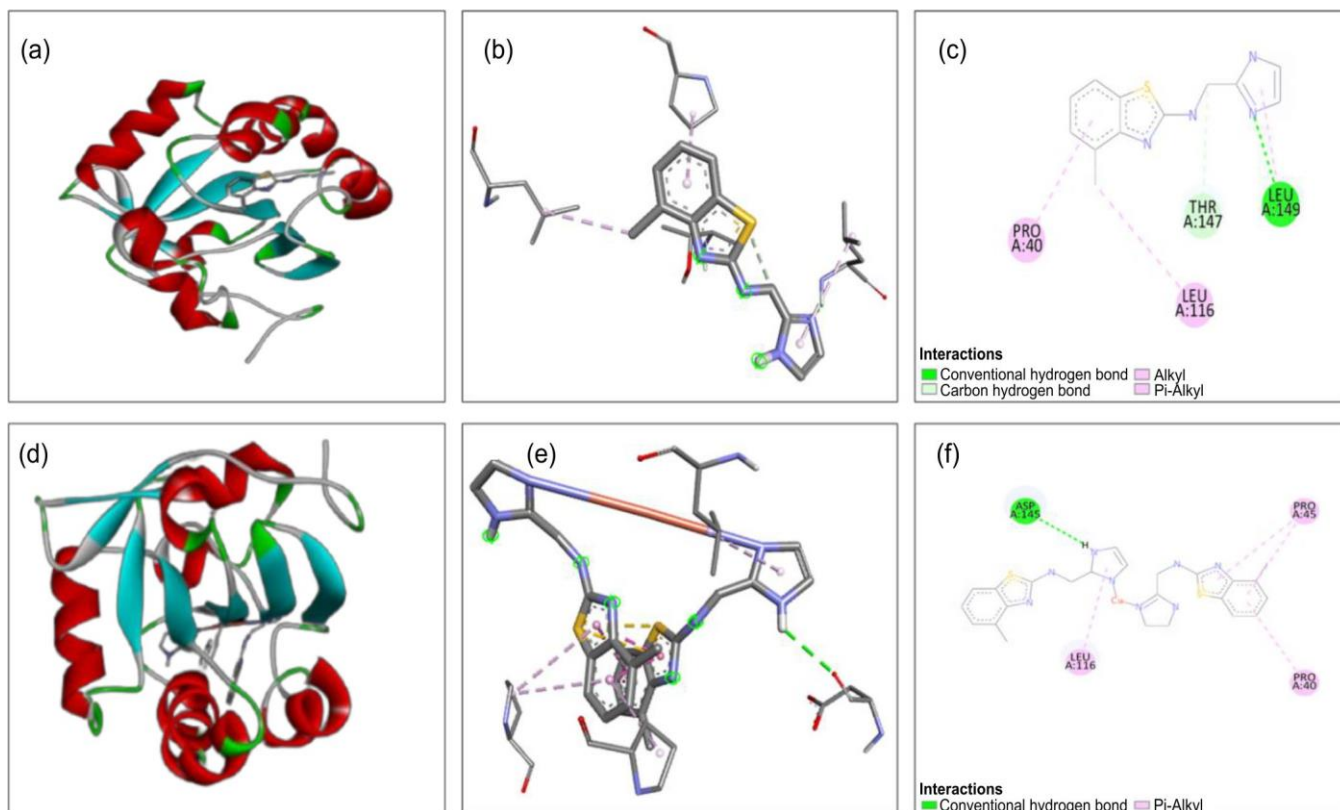 (a)
(b)
(c)
N
S
N
N
N
N
THR
A:147
LEU
A:149
PRO
A:40
LEU
A:116
Interactions
Conventional hydrogen bond
Alkyl
Carbon hydrogen bond
Pi-Alkyl
(d)
(e)
(f)
ASP
A:145
PRO
A:45
H
N
N
N
S
N
N
N
S
N
N
LEU
A:116
PRO
A:40
Interactions
Conventional hydrogen bond
Pi-Alkyl